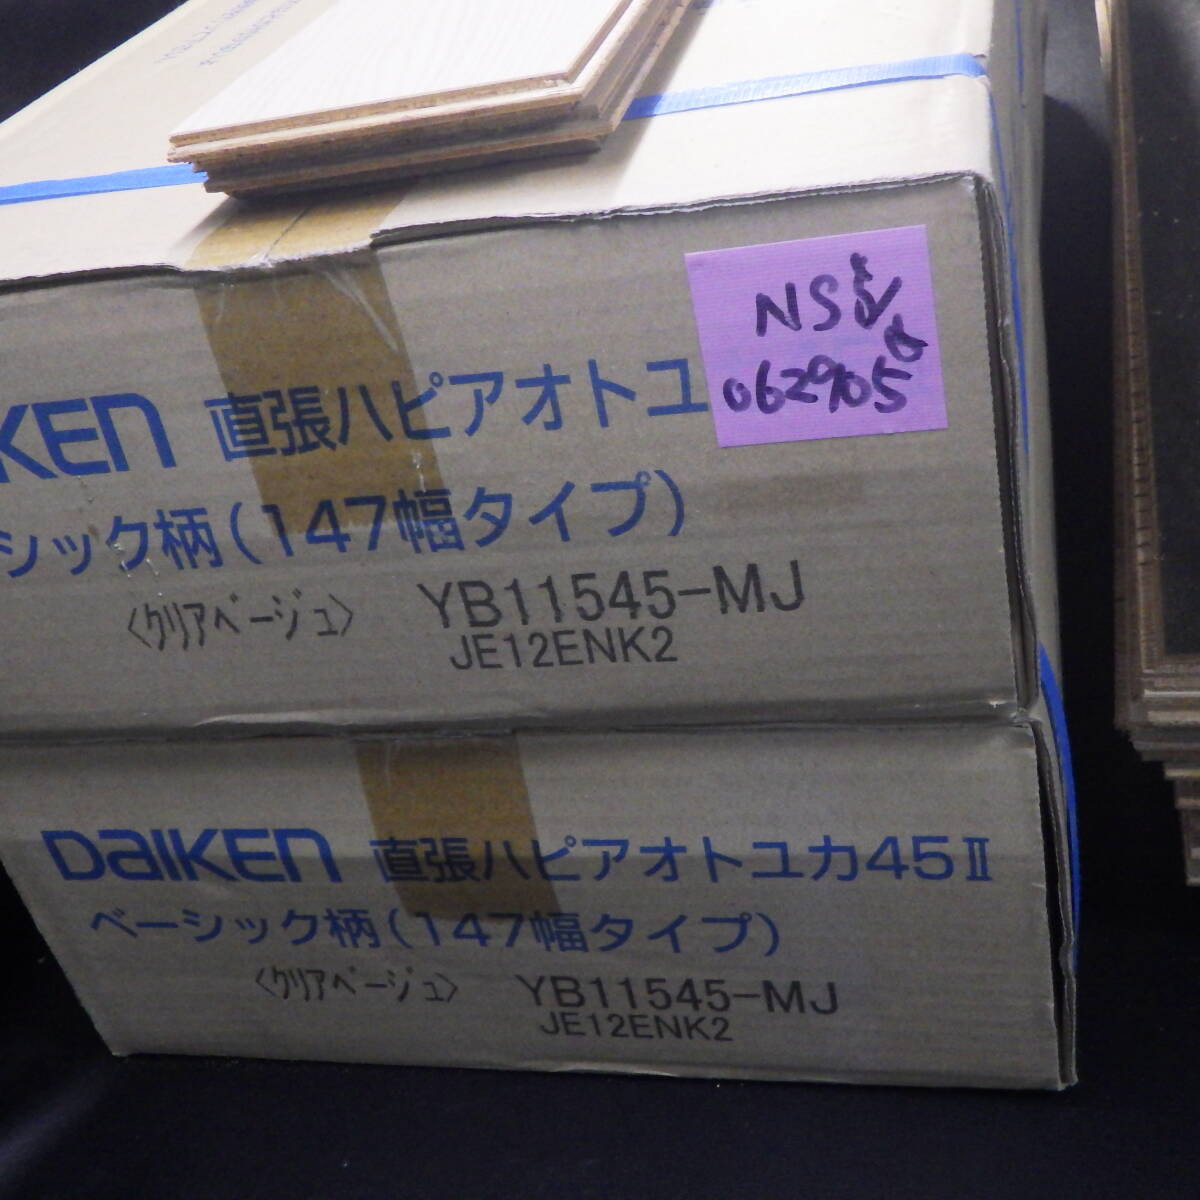 NS
062905
KEN 直張ハピアオトユ
シック柄(147幅タイプ)
〈クリアベージュ〉 YB11545-MJ
JE12ENK2
DAIKEN 直張ハピアオトユカ45Ⅱ
ベーシック柄(147幅タイプ)
〈クリアベージュ〉 YB11545-MJ
JE12ENK2